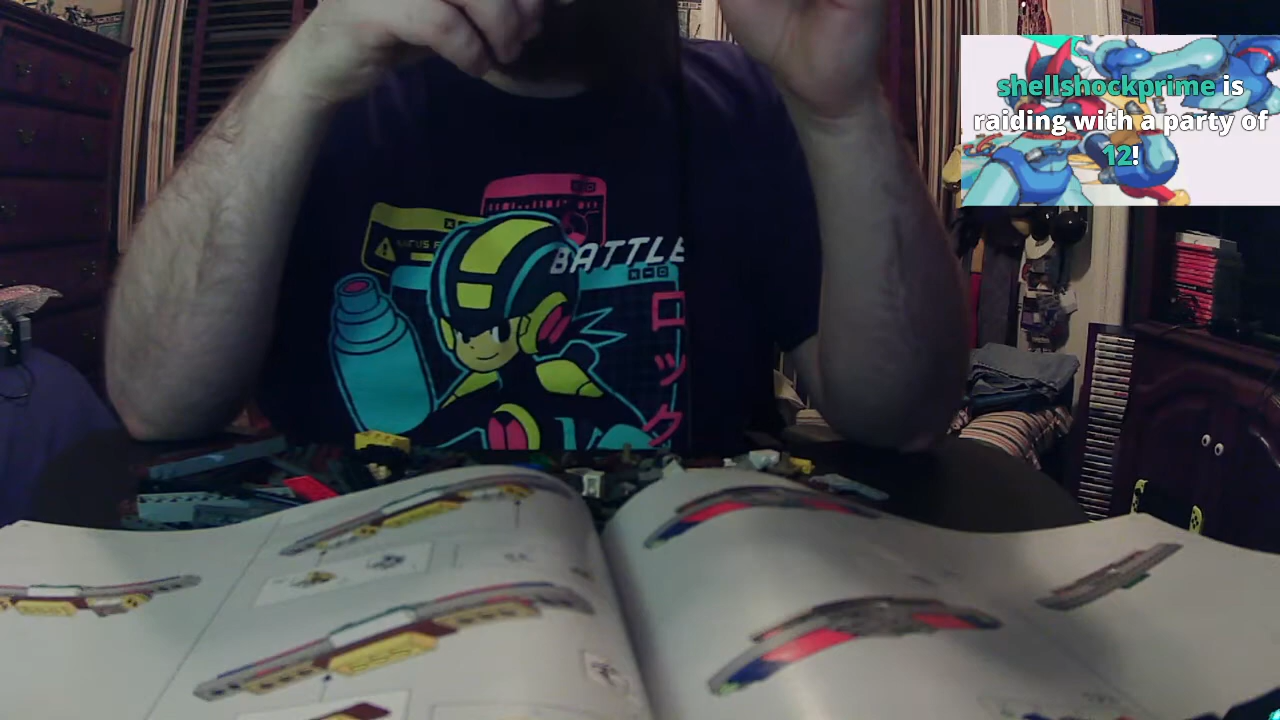 shellshockprime is
raiding with a party of
12!
BATTLE
ロック